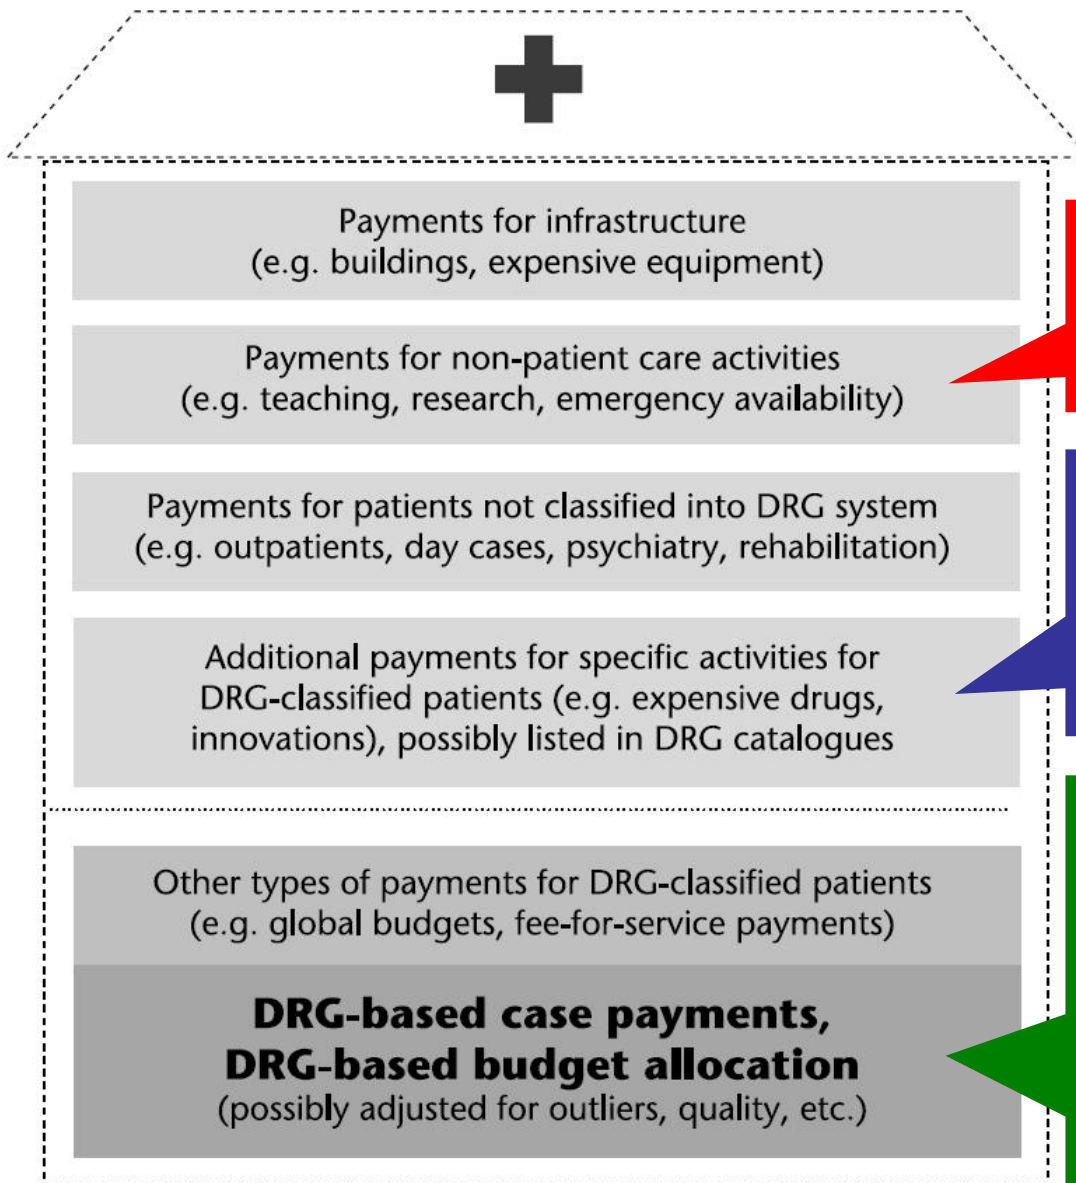 Payments for infrastructure
(e.g. buildings, expensive equipment)
Payments for non-patient care activities
(e.g. teaching, research, emergency availability)
Payments for patients not classified into DRG system
(e.g. outpatients, day cases, psychiatry, rehabilitation)
Additional payments for specific activities for
DRG-classified patients (e.g. expensive drugs,
innovations), possibly listed in DRG catalogues
Other types of payments for DRG-classified patients
(e.g. global budgets, fee-for-service payments)
DRG-based case payments,
DRG-based budget allocation
(possibly adjusted for outliers, quality, etc.)